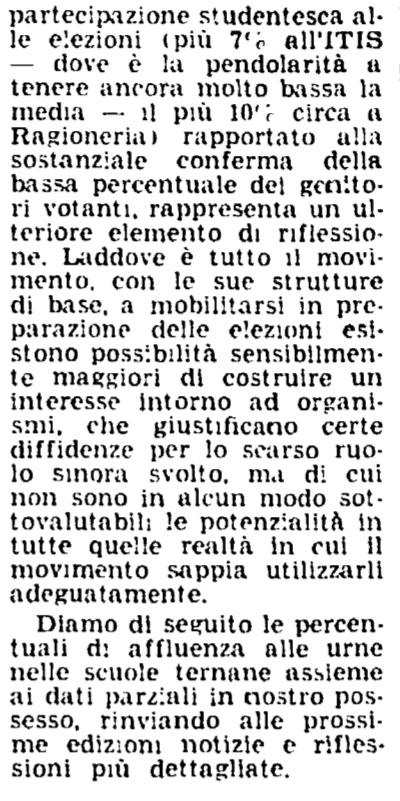 partecipazione studentesca al-
le elezioni (più 7% all'ITIS
— dove è la pendolarità a
tenere ancora molto bassa la
media — il più 10% circa a
Ragioneria) rapportato alla
sostanziale conferma della
bassa percentuale dei genito-
ri votanti, rappresenta un ul-
teriore elemento di riflessio-
ne. Laddove è tutto il movi-
mento, con le sue strutture
di base, a mobilitarsi in pre-
parazione delle elezioni esi-
stono possibilità sensibilmen-
te maggiori di costruire un
interesse intorno ad organi-
smi, che giustificano certe
diffidenze per lo scarso ruo-
lo sinora svolto, ma di cui
non sono in alcun modo sot-
tovalutabili le potenzialità in
tutte quelle realtà in cui il
movimento sappia utilizzarli
adeguatamente.
Diamo di seguito le percen-
tuali di affluenza alle urne
nelle scuole ternane assieme
ai dati parziali in nostro pos-
sesso, rinviando alle prossi-
me edizioni notizie e rifles-
sioni più dettagliate.